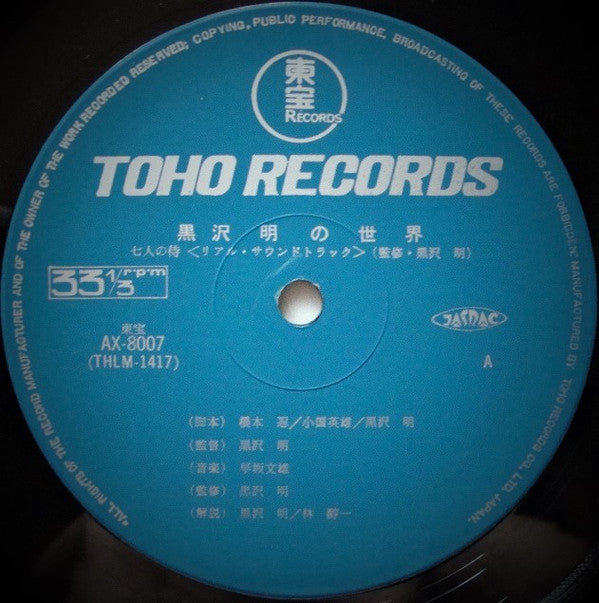 *ALL RIGHTS OF THE RECORD MANUFACTURER AND OF THE OWNER OF THE WORK RECORDED RESERVED; COPYING, PUBLIC PERFORMANCE, BROADCASTING OF THESE RECORDS ARE FORBIDDEN. MANUFACTURED BY TOHO RECORDS CO., LTD. JAPAN.
東宝
RECORDS
TOHO RECORDS
黒沢明の世界
七人の侍<リアル・サウンドトラック>(監修・黒沢 明)
33 1/3 rpm
JASRAC
東宝
AX-8007
(THLM-1417)
A
(脚本) 橋本 忍/小国英雄/黒沢 明
(監督) 黒沢 明
(音楽) 早坂文雄
(監修) 黒沢 明
(解説) 黒沢 明/林 醇一